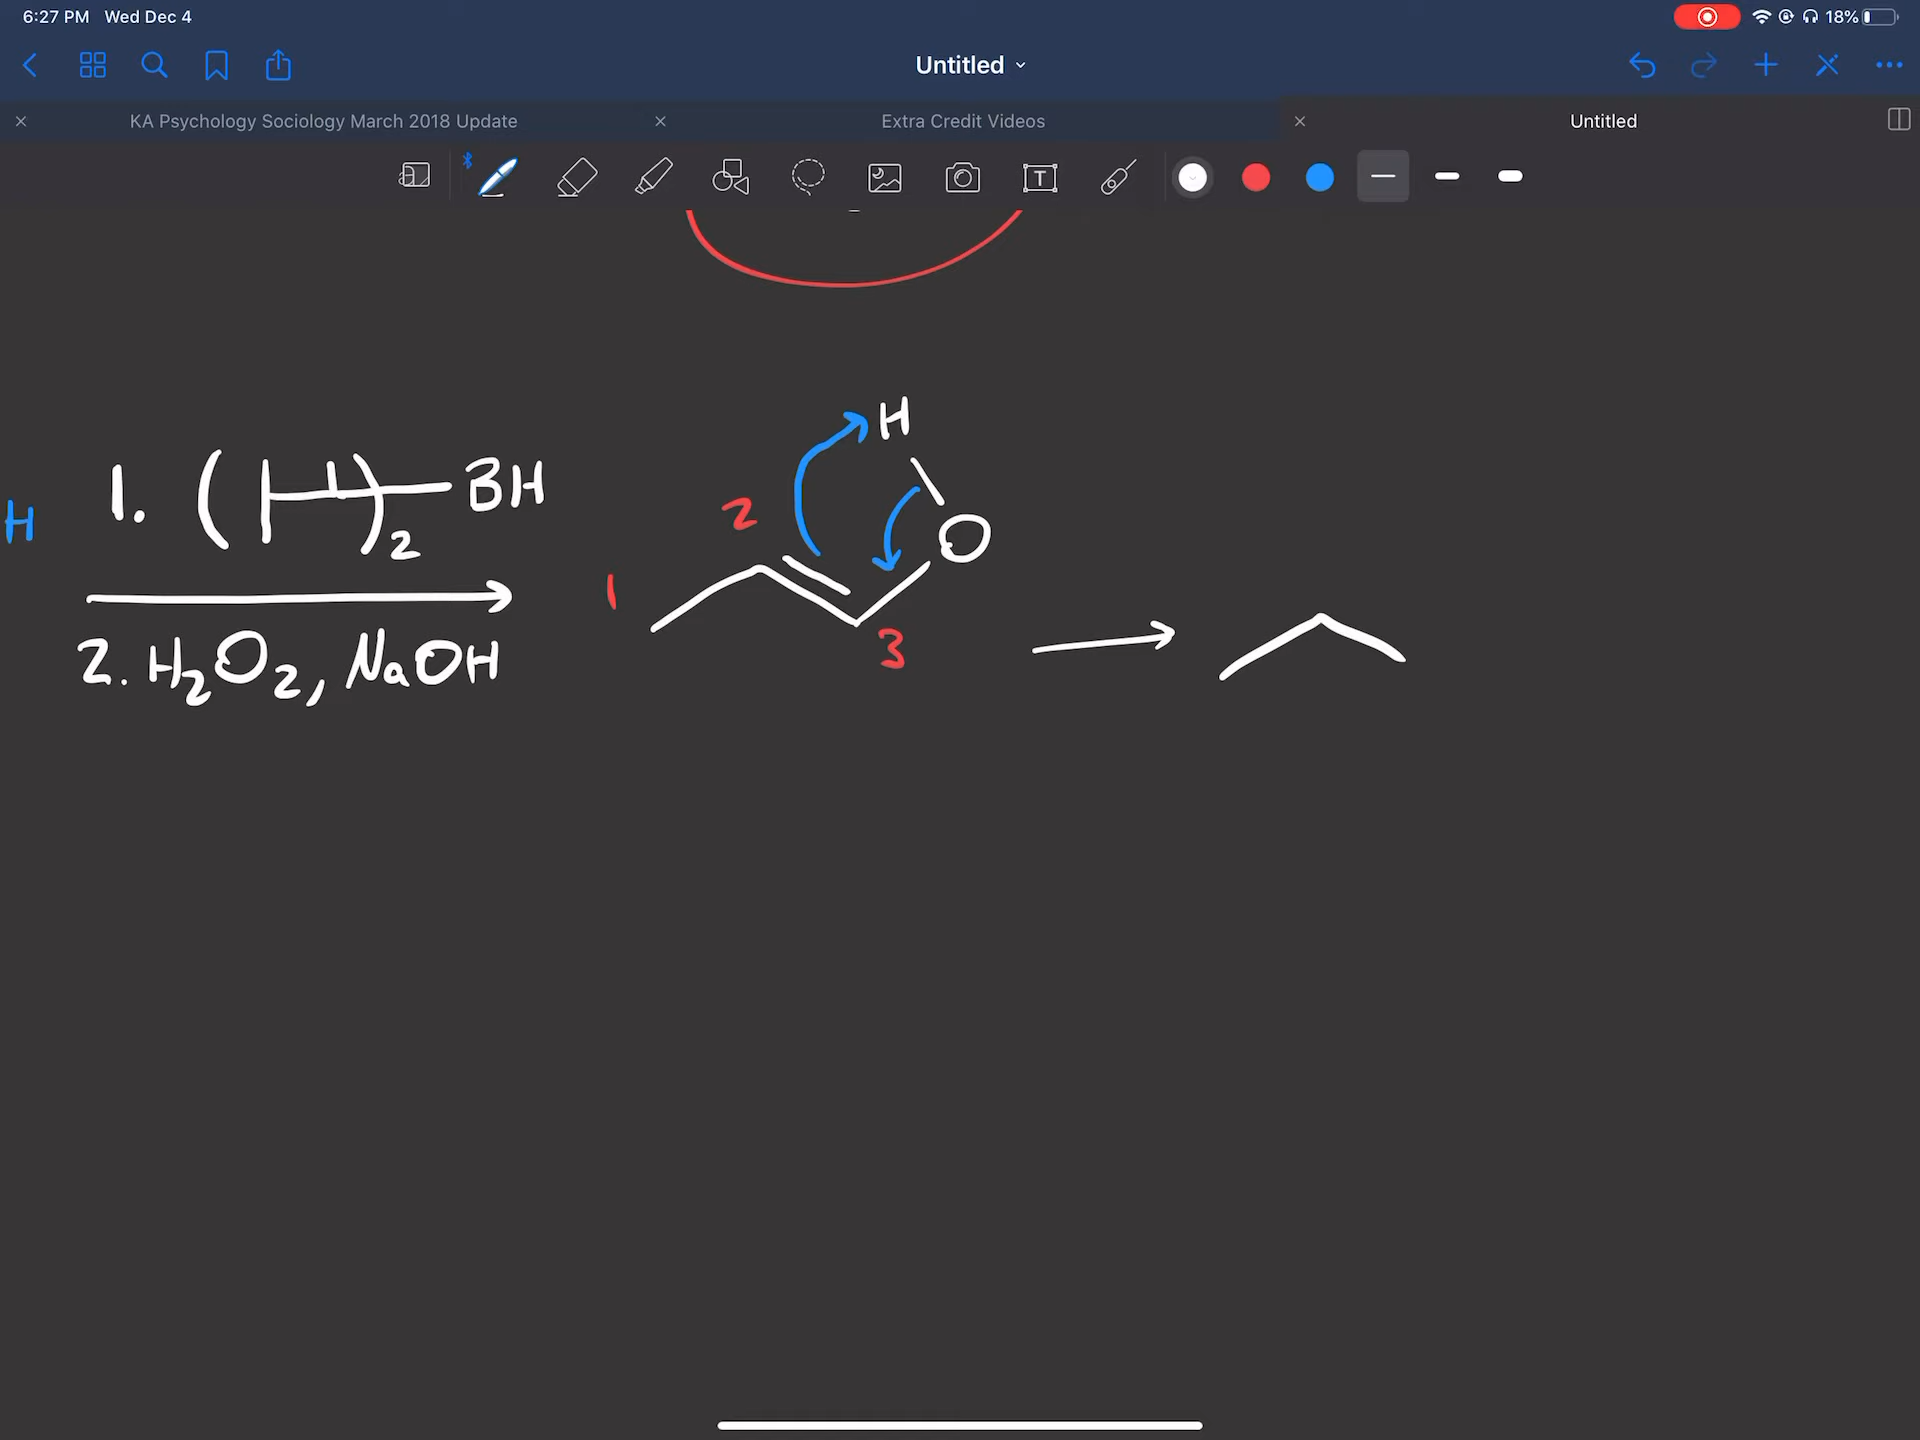 6:27 PM Wed Dec 4
18%
Untitled
KA Psychology Sociology March 2018 Update
Extra Credit Videos
Untitled
a
T
H
1. ( )₂ BH
H
O
2
1
3
2. H₂O₂, NaOH